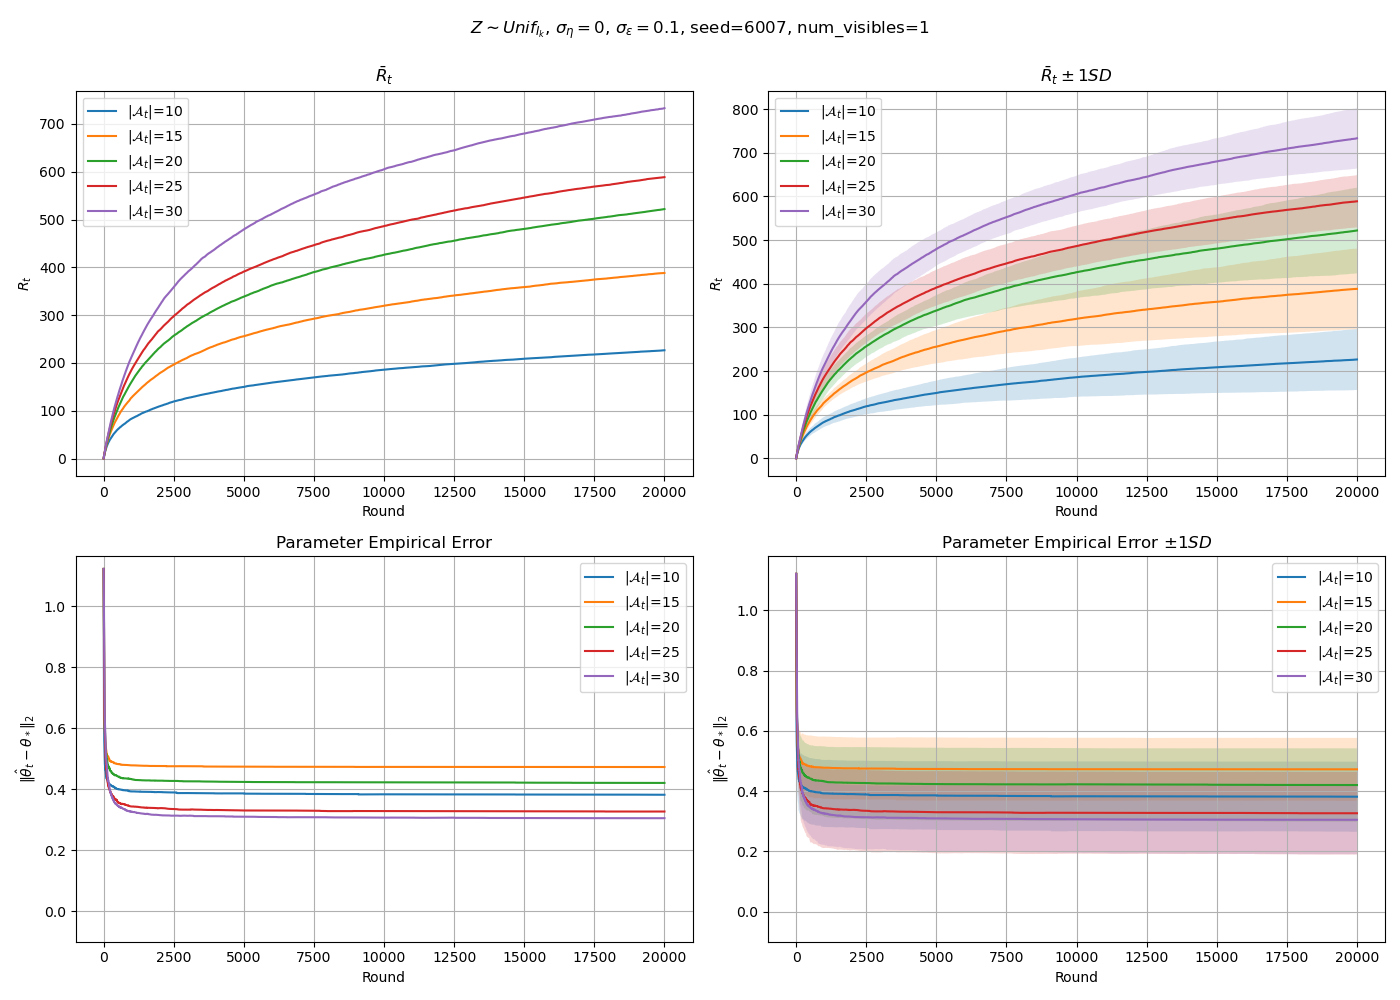 Z ∼ Unif_{I_k}, σ_η = 0, σ_ε = 0.1, seed=6007, num_visibles=1
R̄_t
R_t
700
600
500
400
300
200
100
0
|𝒜_t|=10
|𝒜_t|=15
|𝒜_t|=20
|𝒜_t|=25
|𝒜_t|=30
0 2500 5000 7500 10000 12500 15000 17500 20000
Round
R̄_t ± 1SD
R_t
800
700
600
500
400
300
200
100
0
|𝒜_t|=10
|𝒜_t|=15
|𝒜_t|=20
|𝒜_t|=25
|𝒜_t|=30
0 2500 5000 7500 10000 12500 15000 17500 20000
Round
Parameter Empirical Error
‖θ̂_t − θ_*‖_2
1.0
0.8
0.6
0.4
0.2
0.0
|𝒜_t|=10
|𝒜_t|=15
|𝒜_t|=20
|𝒜_t|=25
|𝒜_t|=30
0 2500 5000 7500 10000 12500 15000 17500 20000
Round
Parameter Empirical Error ±1SD
‖θ̂_t − θ_*‖_2
1.0
0.8
0.6
0.4
0.2
0.0
|𝒜_t|=10
|𝒜_t|=15
|𝒜_t|=20
|𝒜_t|=25
|𝒜_t|=30
0 2500 5000 7500 10000 12500 15000 17500 20000
Round